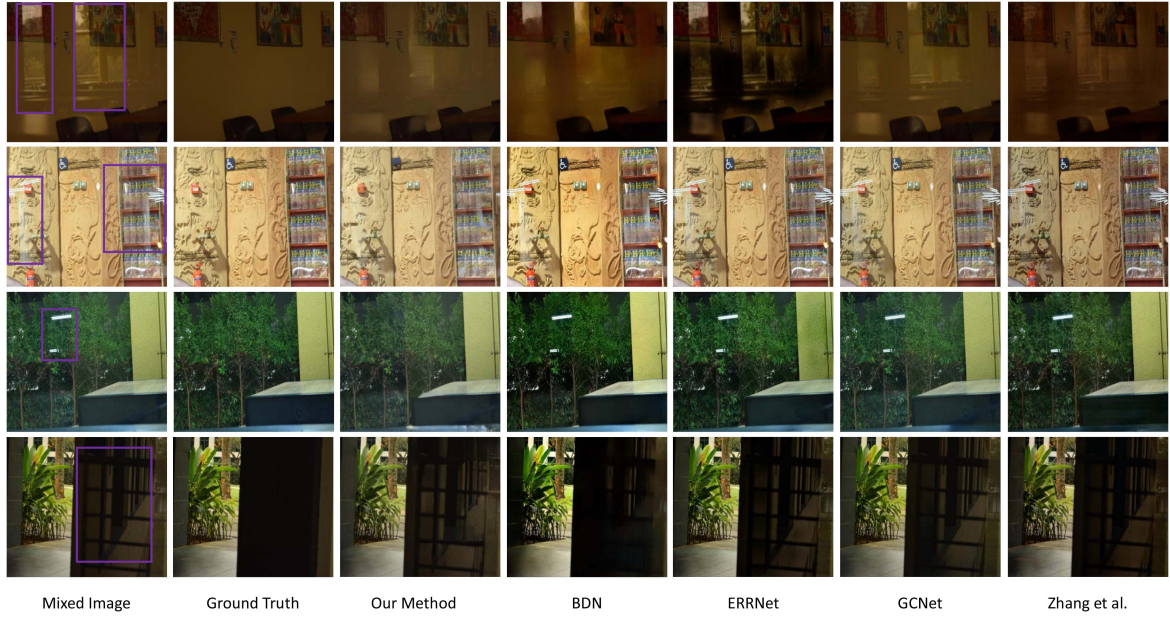 Mixed Image
Ground Truth
Our Method
BDN
ERRNet
GCNet
Zhang et al.